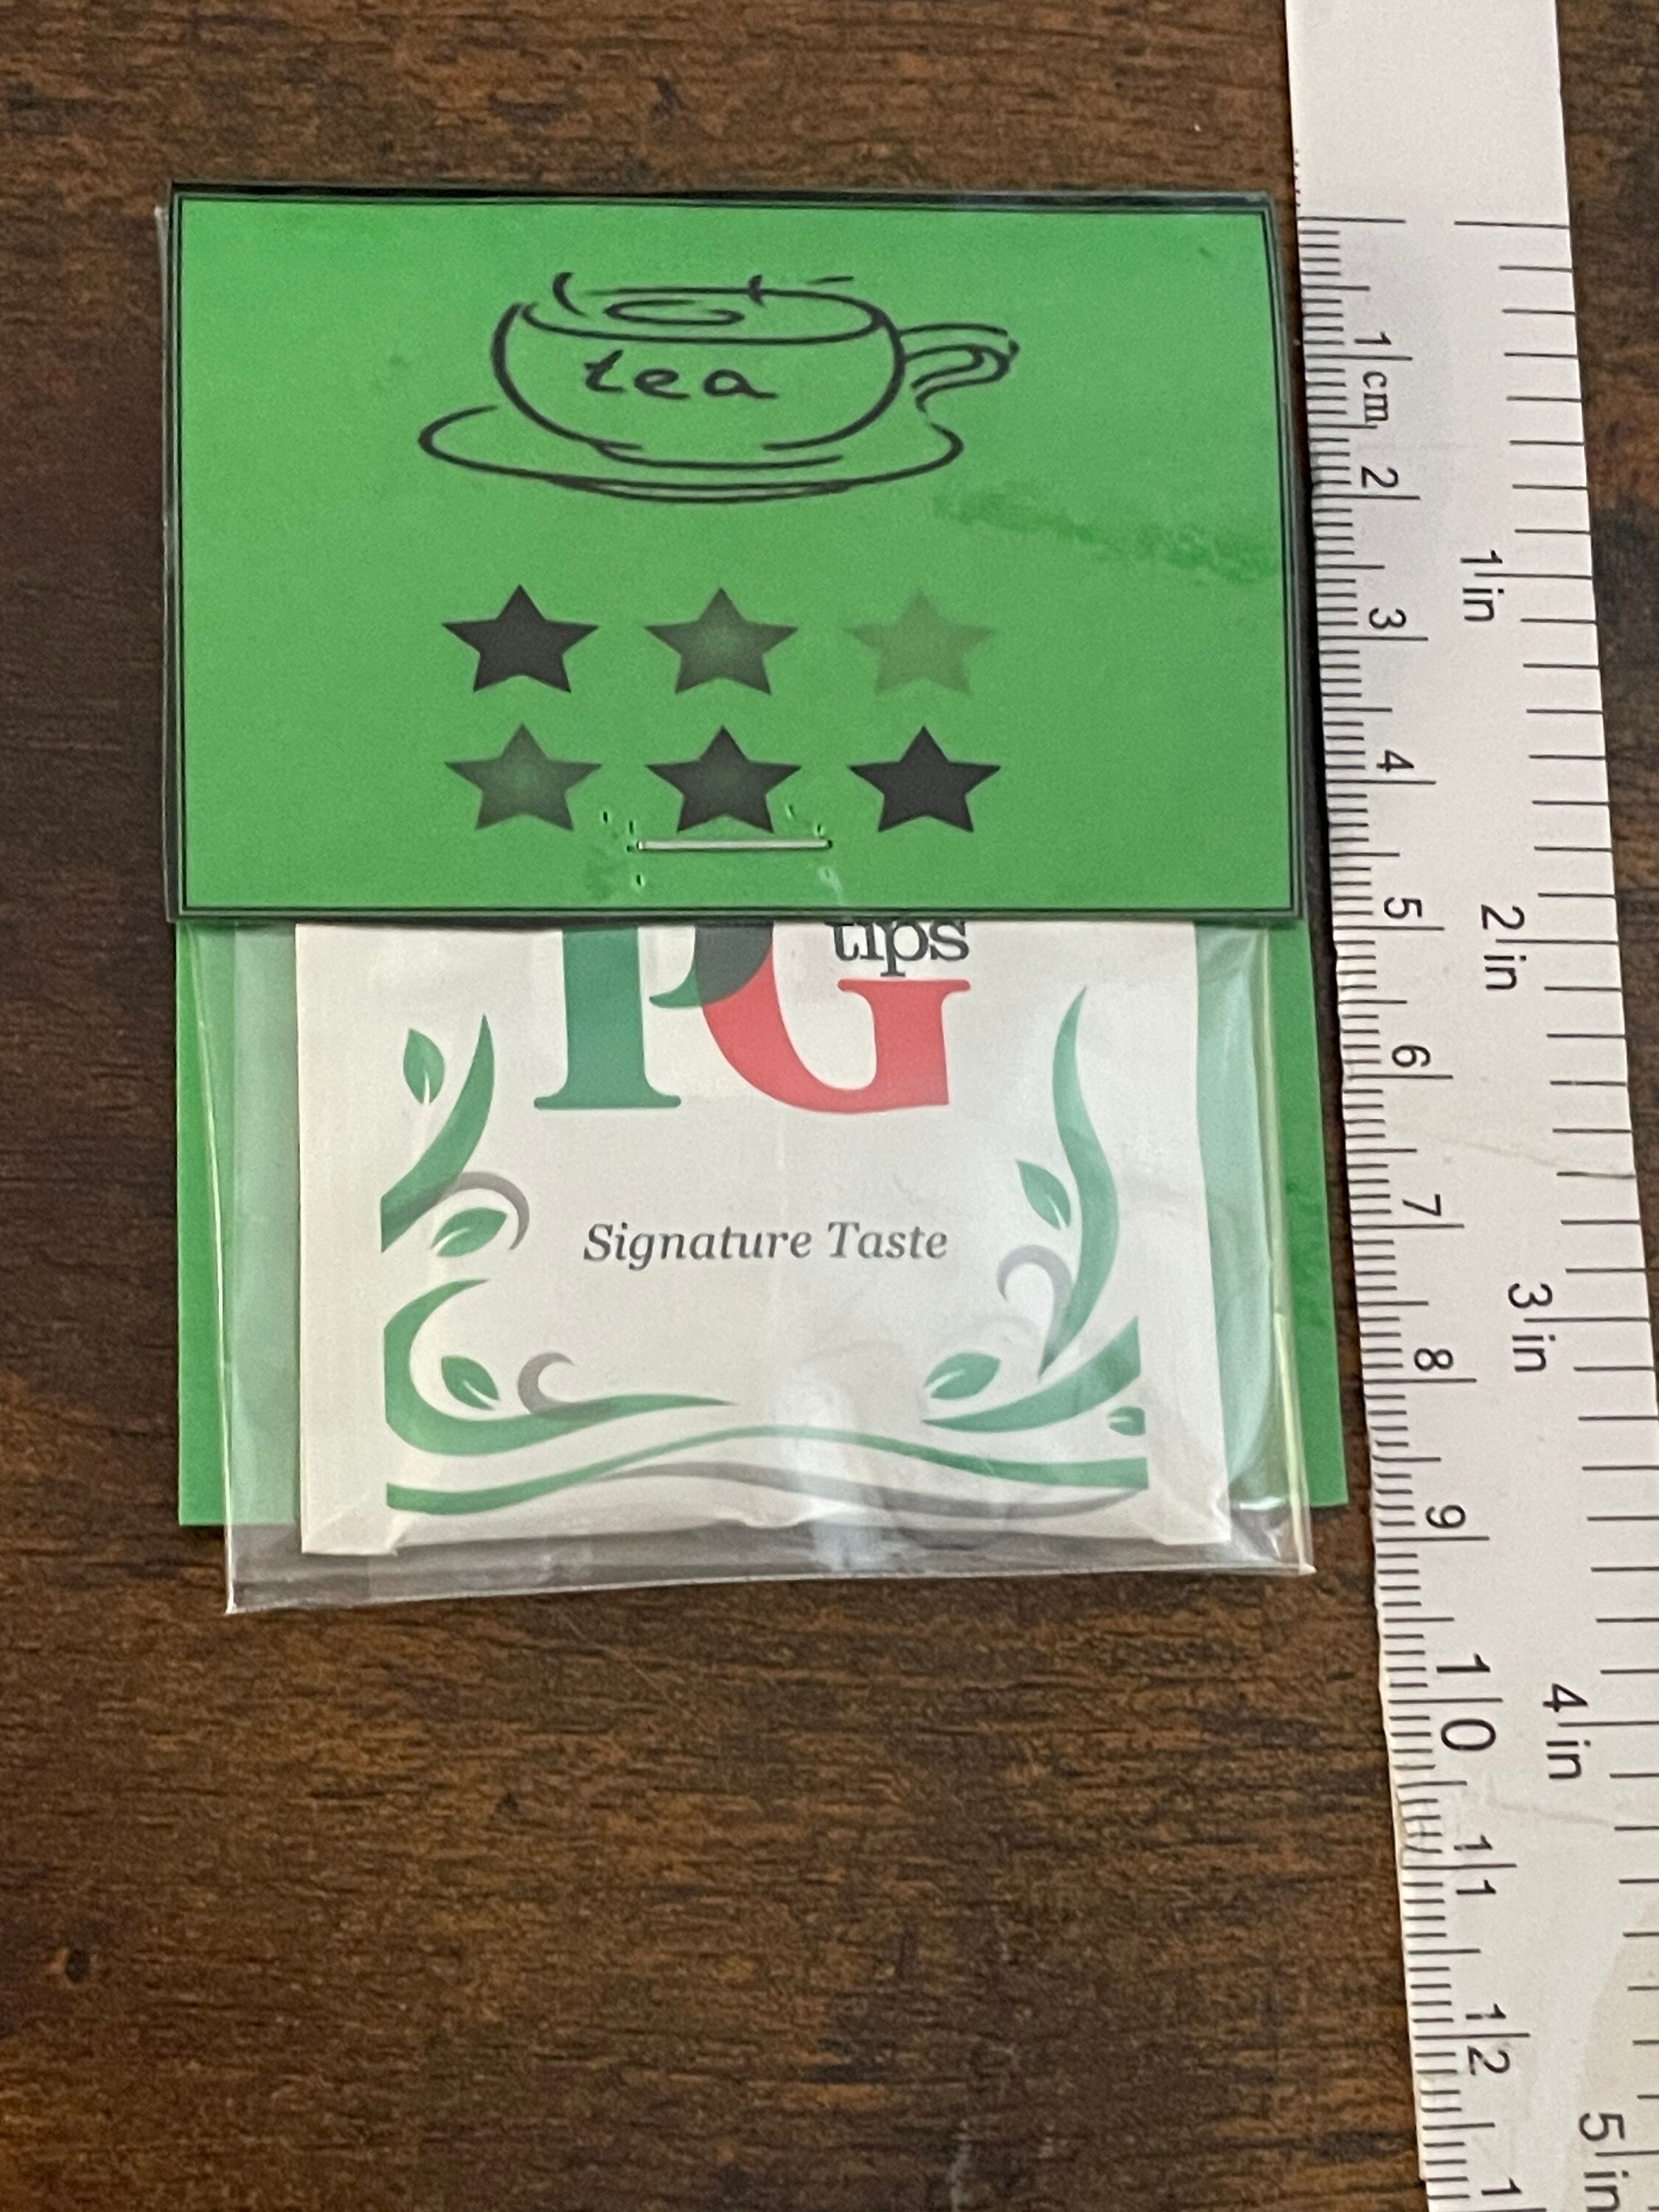 tea
tips
PG
Signature Taste
1 cm
2
3
4
5
6
7
8
9
10
11
12
1 in
2 in
3 in
4 in
5 in